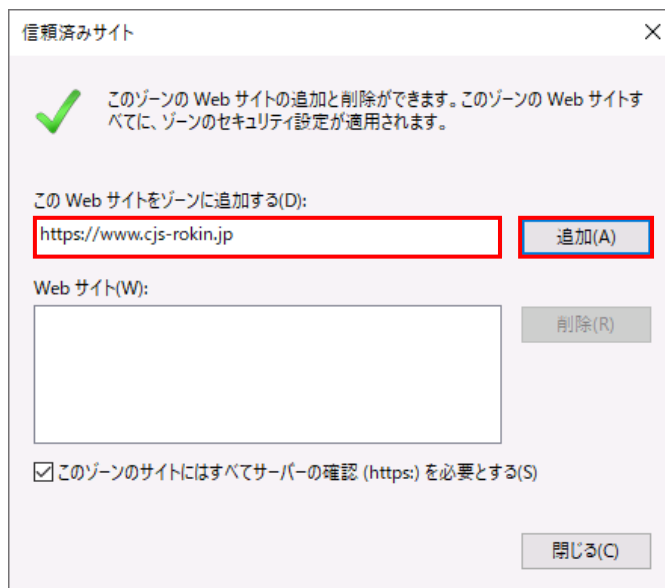 信頼済みサイト
このゾーンの Web サイトの追加と削除ができます。このゾーンの Web サイトす
べてに、ゾーンのセキュリティ設定が適用されます。
この Web サイトをゾーンに追加する(D):
https://www.cjs-rokin.jp
追加(A)
Web サイト(W):
削除(R)
このゾーンのサイトにはすべてサーバーの確認 (https:) を必要とする(S)
閉じる(C)